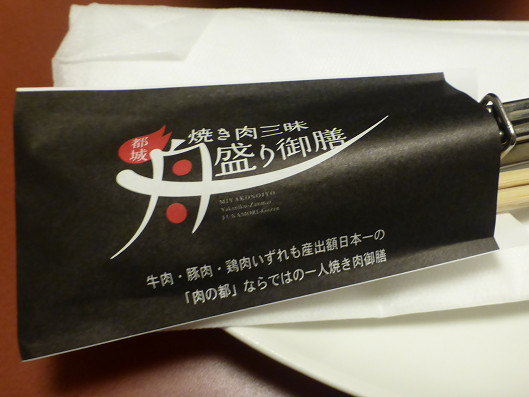 都城
焼き肉三昧
舟盛り御膳
MIYAKONOJYO
Yakiniku-Zanmai
FUNAMORI-Gozen
牛肉・豚肉・鶏肉いずれも産出額日本一の
「肉の都」ならではの一人焼き肉御膳